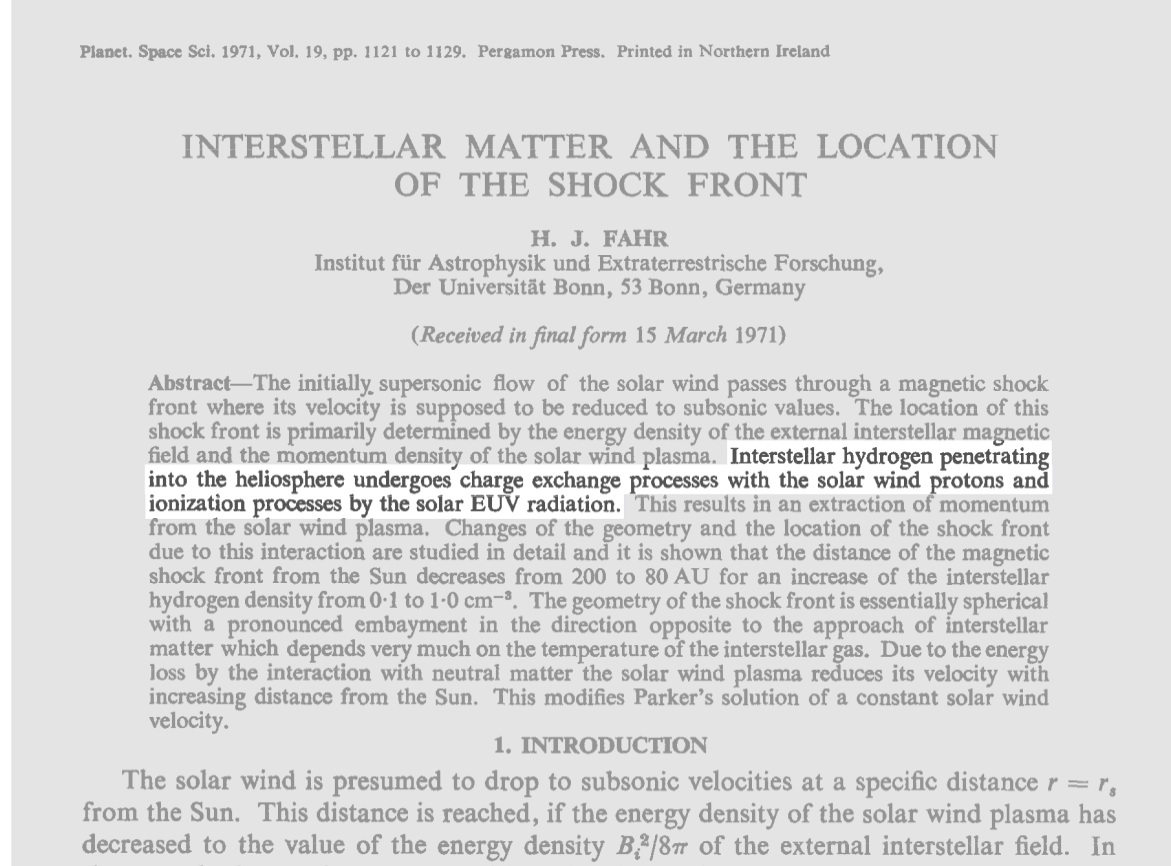 Planet. Space Sci. 1971, Vol. 19, pp. 1121 to 1129. Pergamon Press. Printed in Northern Ireland
INTERSTELLAR MATTER AND THE LOCATION
OF THE SHOCK FRONT
H. J. FAHR
Institut für Astrophysik und Extraterrestrische Forschung,
Der Universität Bonn, 53 Bonn, Germany
(Received in final form 15 March 1971)
Abstract—The initially supersonic flow of the solar wind passes through a magnetic shock
front where its velocity is supposed to be reduced to subsonic values. The location of this
shock front is primarily determined by the energy density of the external interstellar magnetic
field and the momentum density of the solar wind plasma. Interstellar hydrogen penetrating
into the heliosphere undergoes charge exchange processes with the solar wind protons and
ionization processes by the solar EUV radiation. This results in an extraction of momentum
from the solar wind plasma. Changes of the geometry and the location of the shock front
due to this interaction are studied in detail and it is shown that the distance of the magnetic
shock front from the Sun decreases from 200 to 80 AU for an increase of the interstellar
hydrogen density from 0·1 to 1·0 cm⁻³. The geometry of the shock front is essentially spherical
with a pronounced embayment in the direction opposite to the approach of interstellar
matter which depends very much on the temperature of the interstellar gas. Due to the energy
loss by the interaction with neutral matter the solar wind plasma reduces its velocity with
increasing distance from the Sun. This modifies Parker's solution of a constant solar wind
velocity.
1. INTRODUCTION
The solar wind is presumed to drop to subsonic velocities at a specific distance r = rₛ
from the Sun. This distance is reached, if the energy density of the solar wind plasma has
decreased to the value of the energy density Bᵢ²/8π of the external interstellar field. In